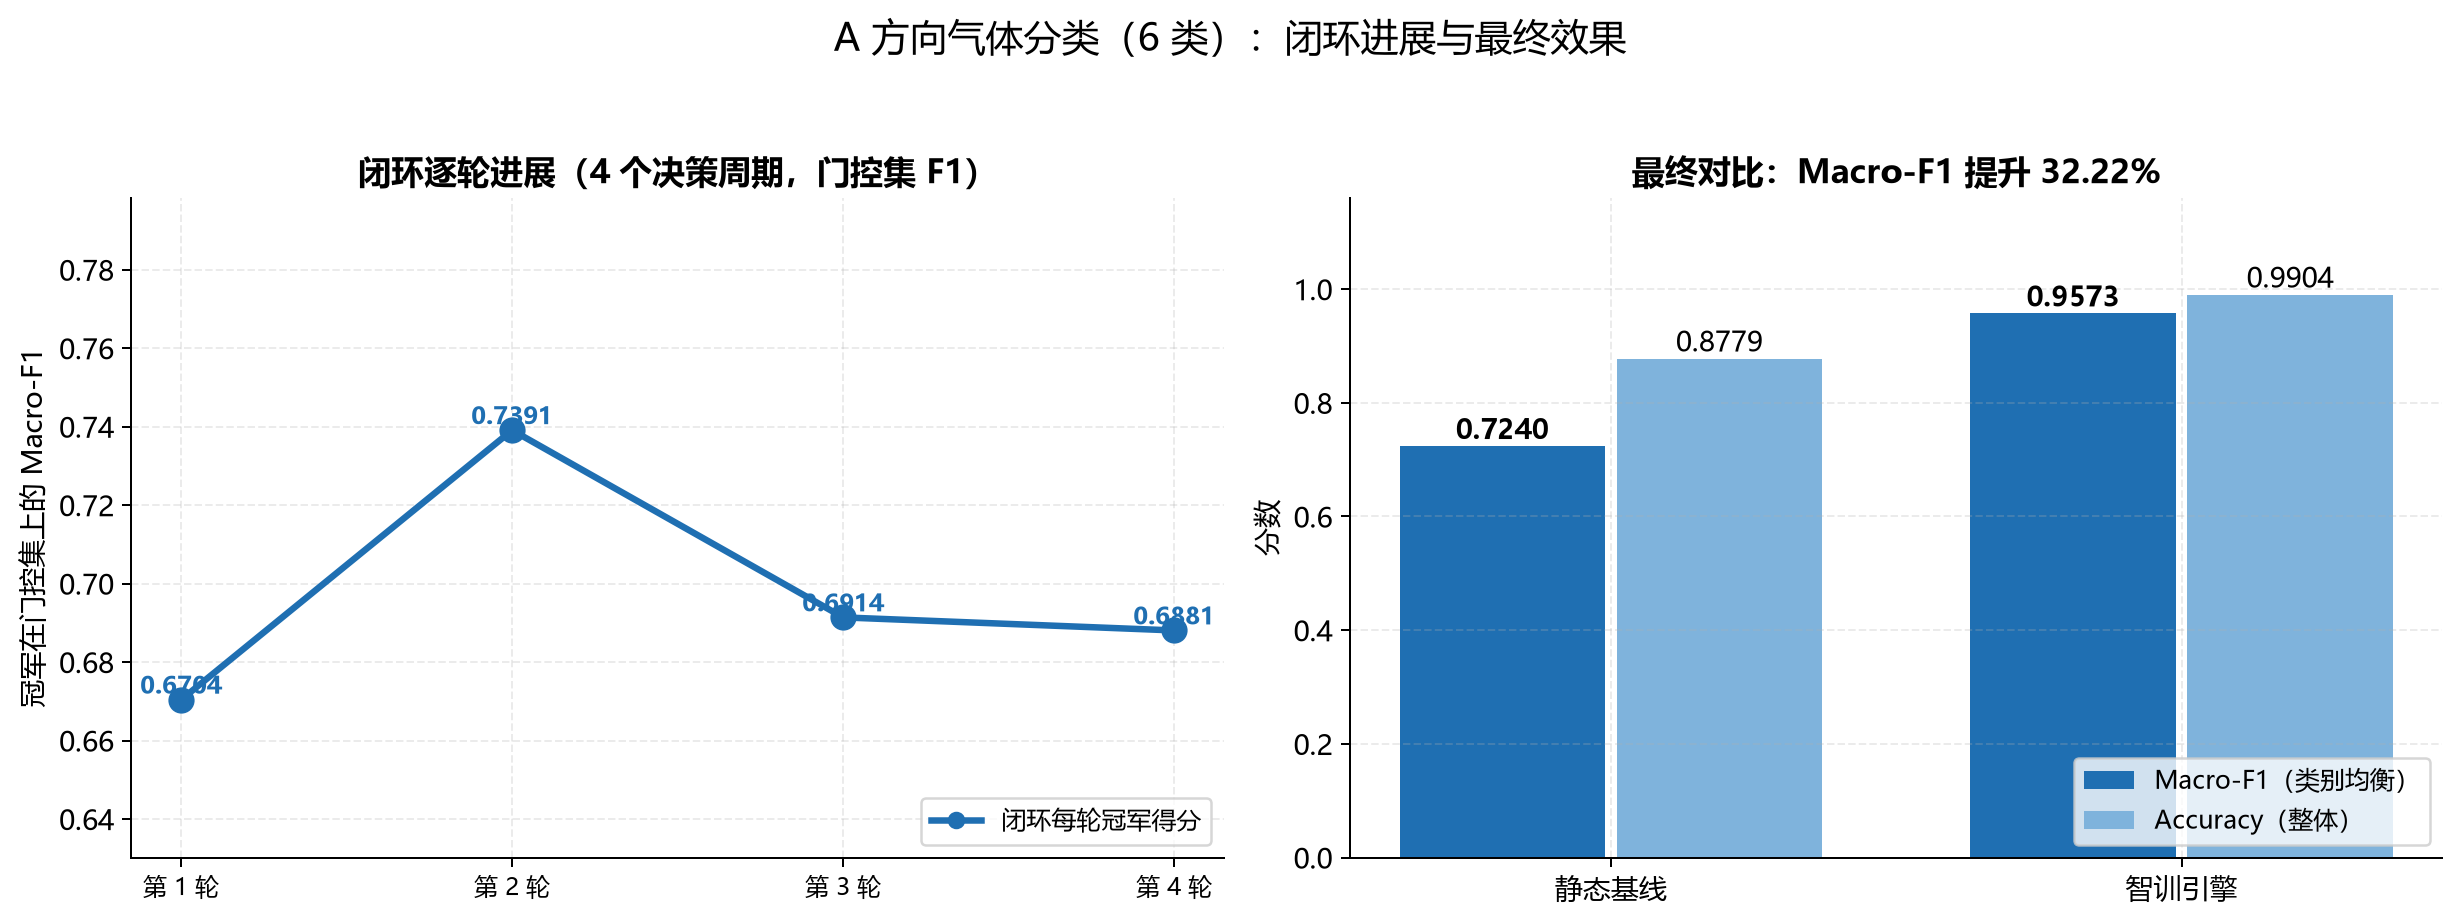 A 方向气体分类（6 类）：闭环进展与最终效果
闭环逐轮进展（4 个决策周期，门控集 F1）
冠军在门控集上的 Macro-F1
0.78
0.76
0.74
0.72
0.70
0.68
0.66
0.64
0.6704
0.7391
0.6914
0.6881
闭环每轮冠军得分
第 1 轮
第 2 轮
第 3 轮
第 4 轮
最终对比：Macro-F1 提升 32.22%
分数
1.0
0.8
0.6
0.4
0.2
0.0
0.7240
0.8779
0.9573
0.9904
Macro-F1（类别均衡）
Accuracy（整体）
静态基线
智训引擎